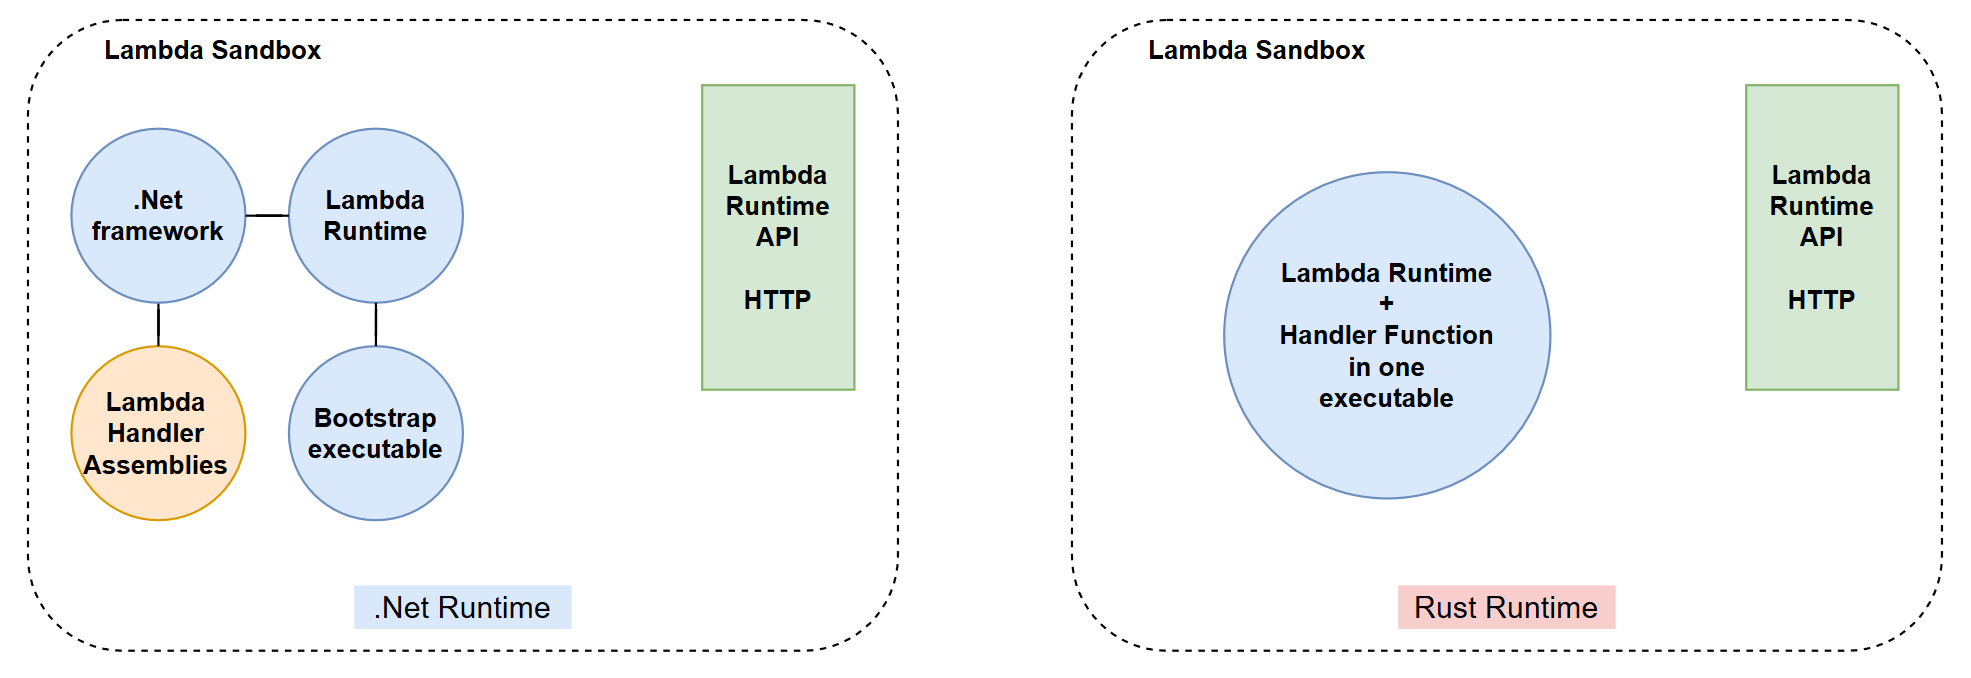 Lambda Sandbox
.Net
framework
Lambda
Runtime
Lambda
Handler
Assemblies
Bootstrap
executable
Lambda
Runtime
API
HTTP
.Net Runtime
Lambda Sandbox
Lambda Runtime
+
Handler Function
in one
executable
Lambda
Runtime
API
HTTP
Rust Runtime